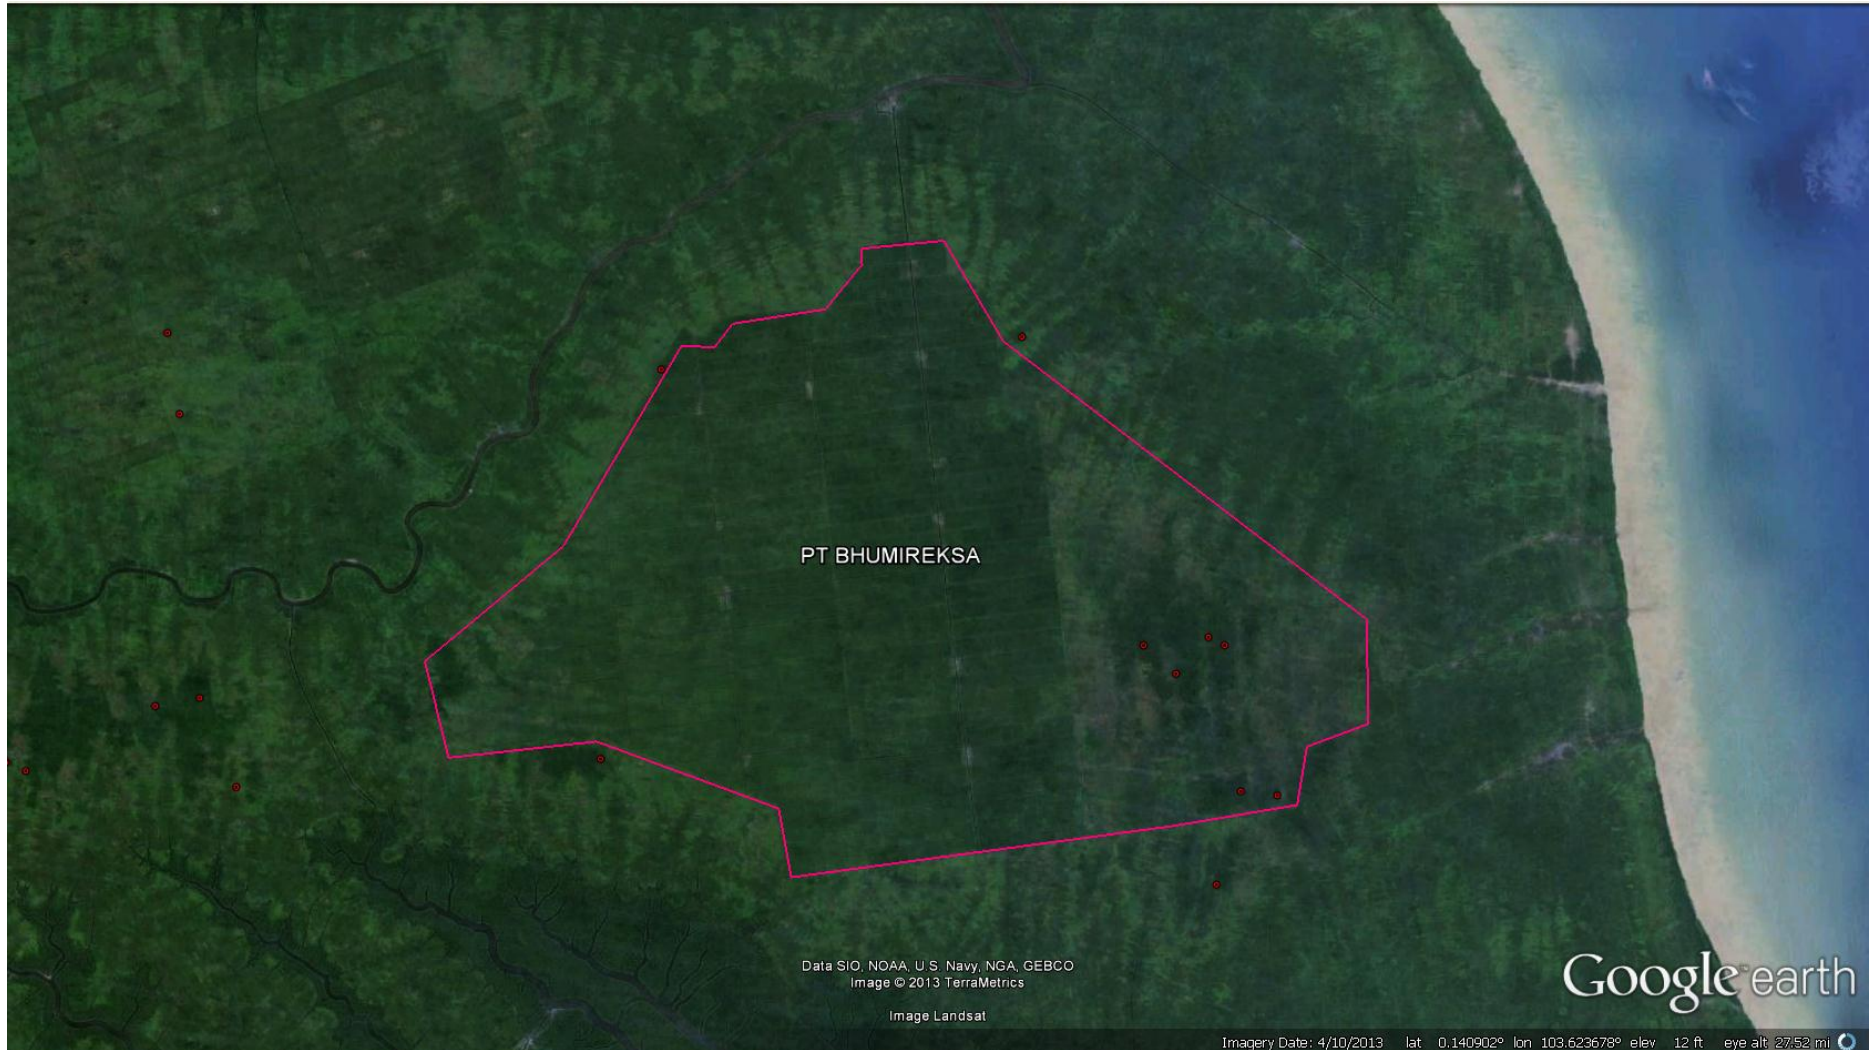 PT BHUMIREKSA
Data SIO, NOAA, U.S. Navy, NGA, GEBCO
Image © 2013 TerraMetrics
Image Landsat
Google earth
Imagery Date: 4/10/2013 lat 0.140902° lon 103.623678° elev 12 ft eye alt 27.52 mi